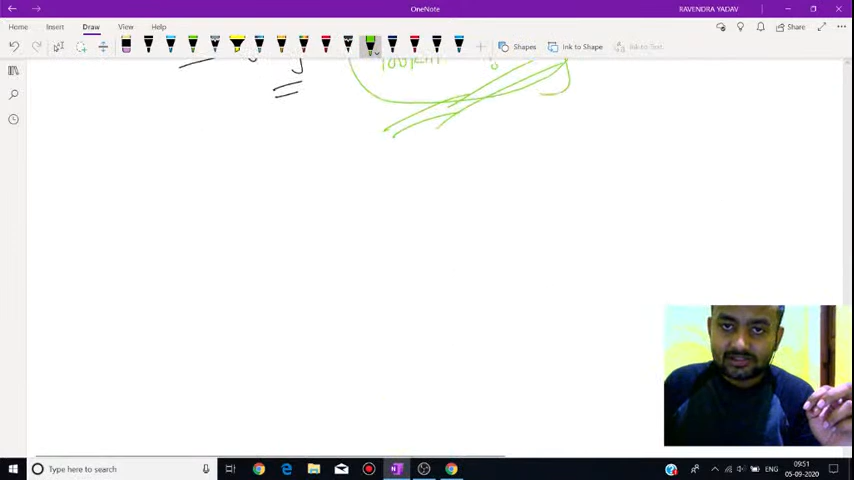 OneNote
RAVENDRA YADAV
Home Insert Draw View Help
Share
Shapes Ink to Shape Ink to Text
Type here to search
ENG
09:51
05-09-2020